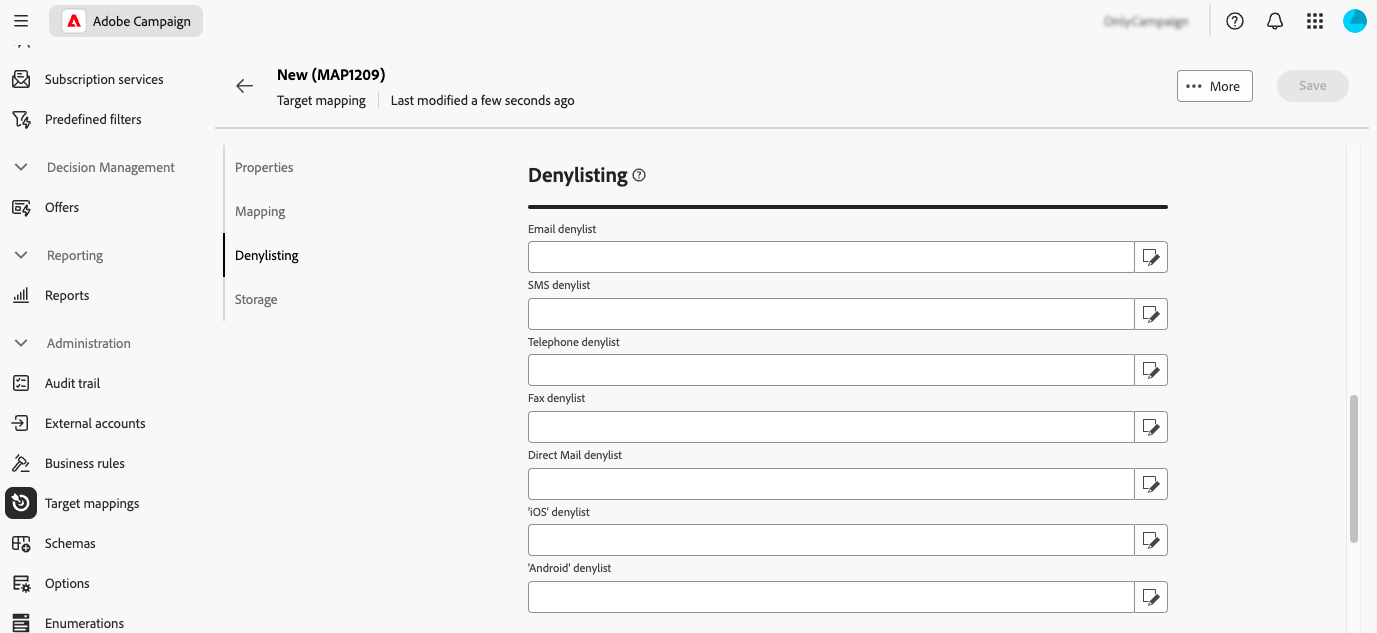 Adobe Campaign
Subscription services
Predefined filters
Decision Management
Offers
Reporting
Reports
Administration
Audit trail
External accounts
Business rules
Target mappings
Schemas
Options
Enumerations
New (MAP1209)
Target mapping
Last modified a few seconds ago
More
Save
Properties
Mapping
Denylisting
Storage
Denylisting
Email denylist
SMS denylist
Telephone denylist
Fax denylist
Direct Mail denylist
'iOS' denylist
'Android' denylist